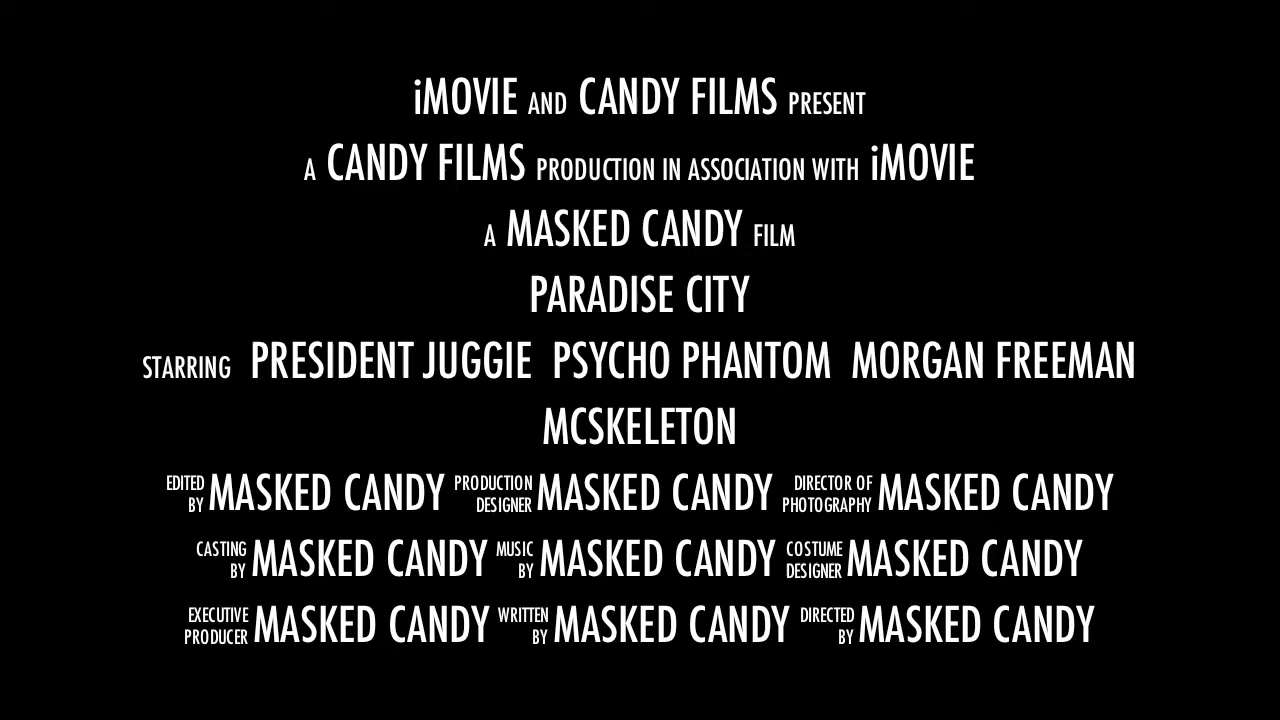 iMOVIE AND CANDY FILMS PRESENT
A CANDY FILMS PRODUCTION IN ASSOCIATION WITH iMOVIE
A MASKED CANDY FILM
PARADISE CITY
STARRING PRESIDENT JUGGIE PSYCHO PHANTOM MORGAN FREEMAN
MCSKELETON
EDITED BY MASKED CANDY PRODUCTION DESIGNER MASKED CANDY DIRECTOR OF PHOTOGRAPHY MASKED CANDY
CASTING BY MASKED CANDY MUSIC BY MASKED CANDY COSTUME DESIGNER MASKED CANDY
EXECUTIVE PRODUCER MASKED CANDY WRITTEN BY MASKED CANDY DIRECTED BY MASKED CANDY